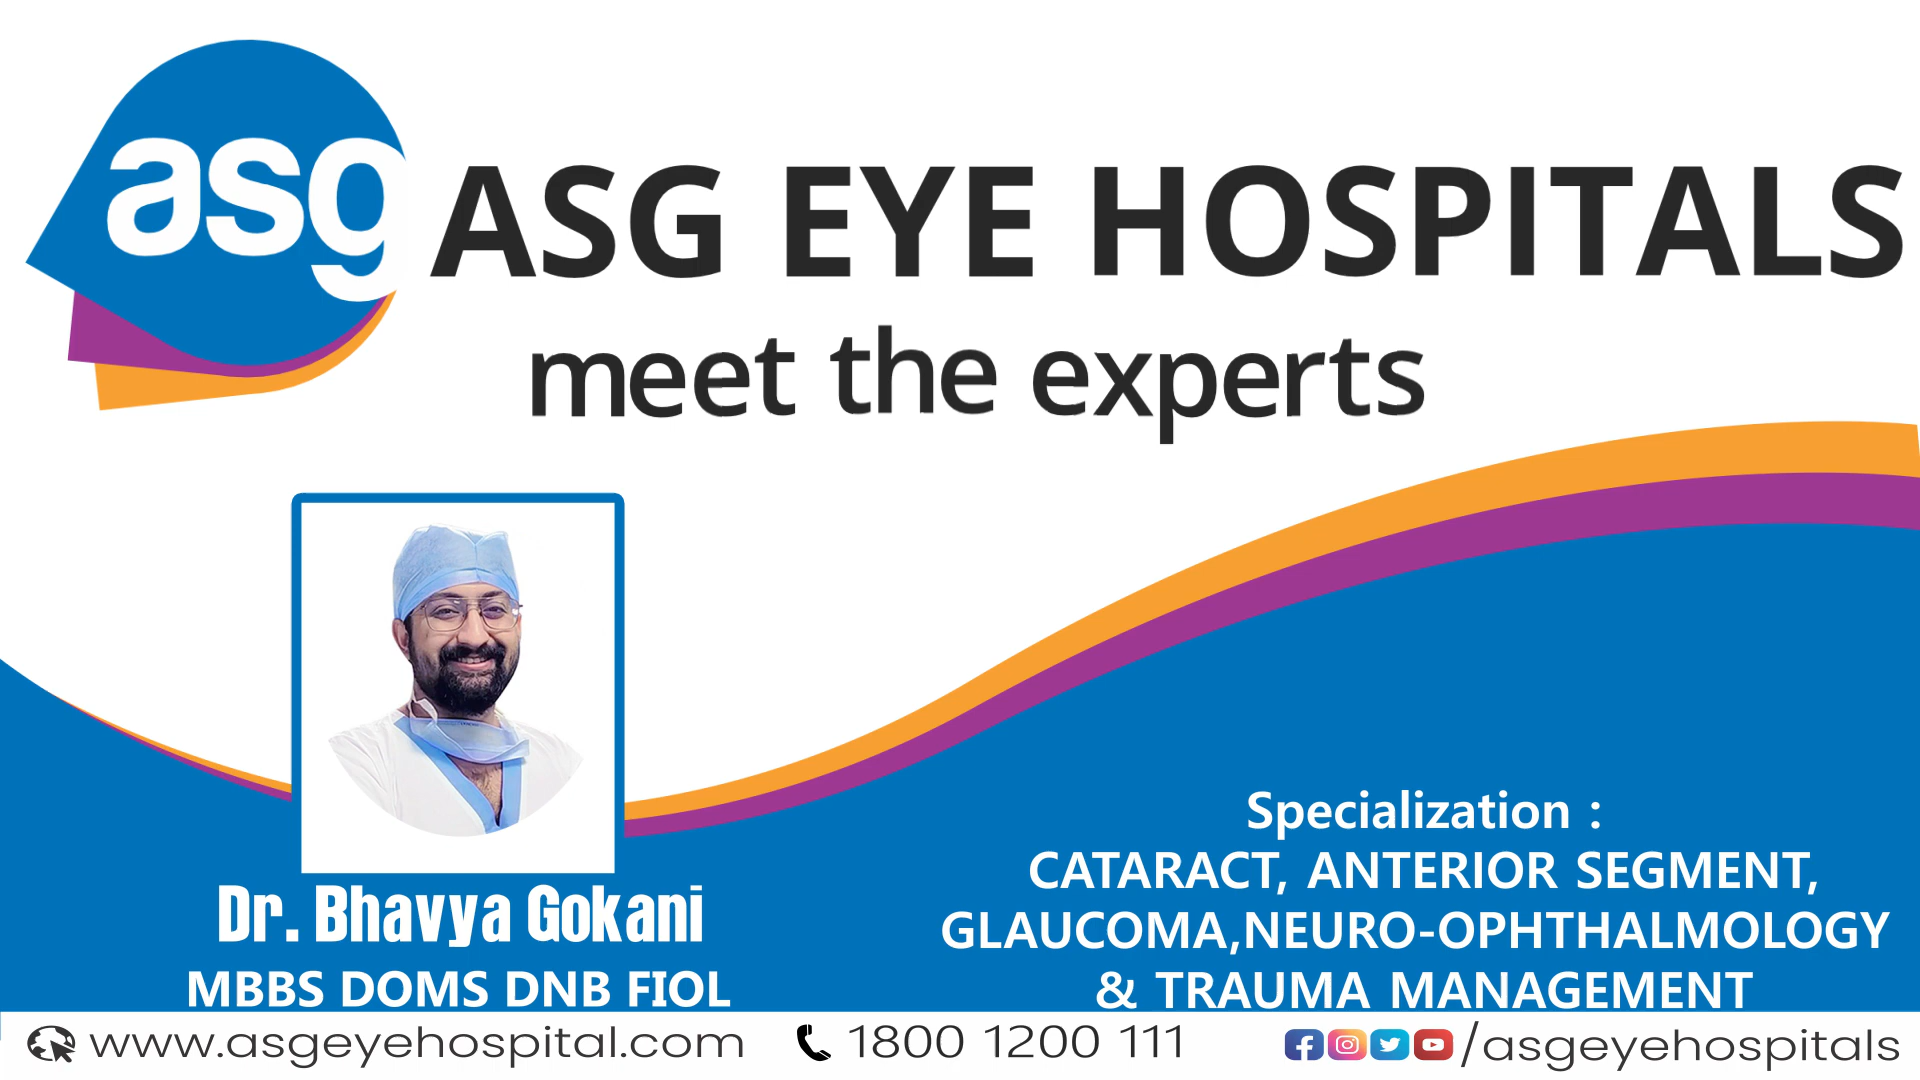 asg
ASG EYE HOSPITALS
meet the experts
Dr. Bhavya Gokani
MBBS DOMS DNB FIOL
Specialization :
CATARACT, ANTERIOR SEGMENT,
GLAUCOMA,NEURO-OPHTHALMOLOGY
& TRAUMA MANAGEMENT
www.asgeyehospital.com
1800 1200 111
/asgeyehospitals